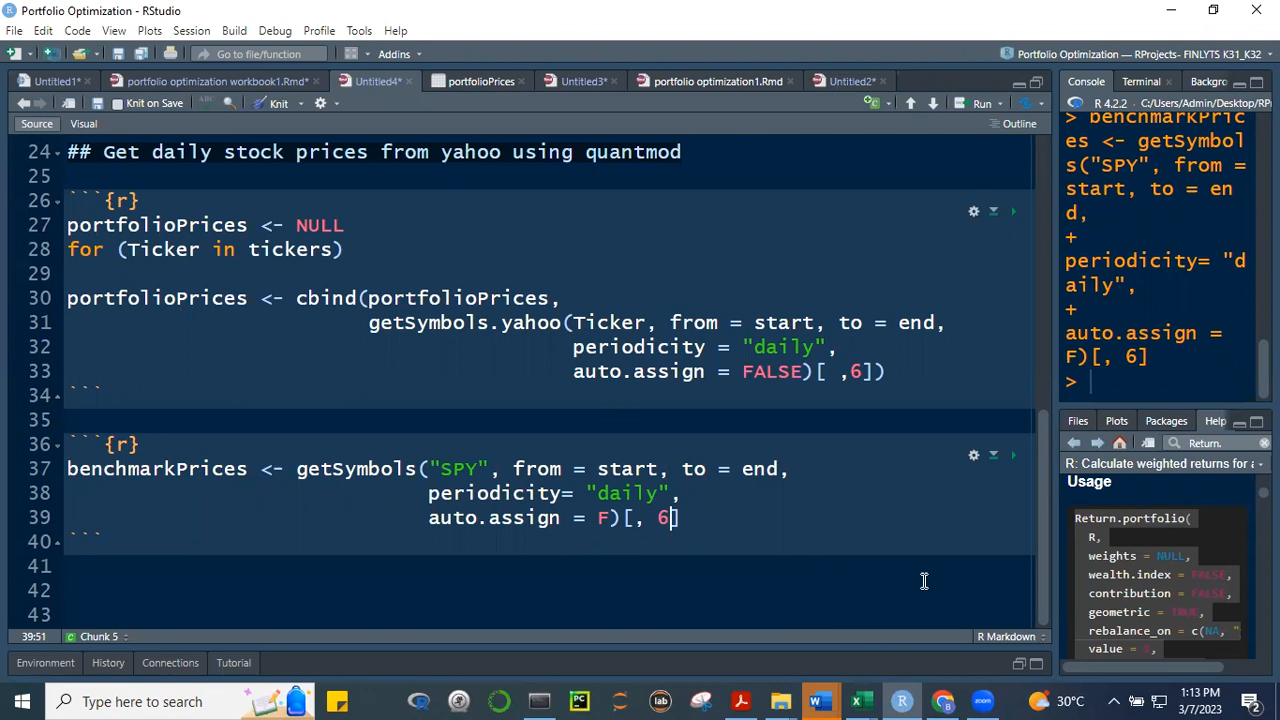 Portfolio Optimization - RStudio
File Edit Code View Plots Session Build Debug Profile Tools Help
Go to file/function Addins Portfolio Optimization — RProjects- FINLYTS K31_K32
Untitled1* portfolio optimization workbook1.Rmd* Untitled4* portfolioPrices Untitled3* portfolio optimization1.Rmd Untitled2*
Knit on Save ABC Knit Run
Source Visual Outline
24 ## Get daily stock prices from yahoo using quantmod
25
26 ```{r}
27 portfolioPrices <- NULL
28 for (Ticker in tickers)
29
30 portfolioPrices <- cbind(portfolioPrices,
31 getSymbols.yahoo(Ticker, from = start, to = end,
32 periodicity = "daily",
33 auto.assign = FALSE)[ ,6])
34 ```
35
36 ```{r}
37 benchmarkPrices <- getSymbols("SPY", from = start, to = end,
38 periodicity= "daily",
39 auto.assign = F)[, 6]
40 ```
41
42
43
39:51 Chunk 5 R Markdown
Environment History Connections Tutorial
Console Terminal Backgro
R 4.2.2 · C:/Users/Admin/Desktop/RP
> benchmarkPric
es <- getSymbol
s("SPY", from =
start, to = en
d,
+
periodicity= "d
aily",
+
auto.assign =
F)[, 6]
>
Files Plots Packages Help
Return.
R: Calculate weighted returns for a
Usage
Return.portfolio(
R,
weights = NULL,
wealth.index = FALSE,
contribution = FALSE,
geometric = TRUE,
rebalance_on = c(NA, "
value = 1,
Type here to search PC lab W R zoom 30°C 1:13 PM
3/7/2023